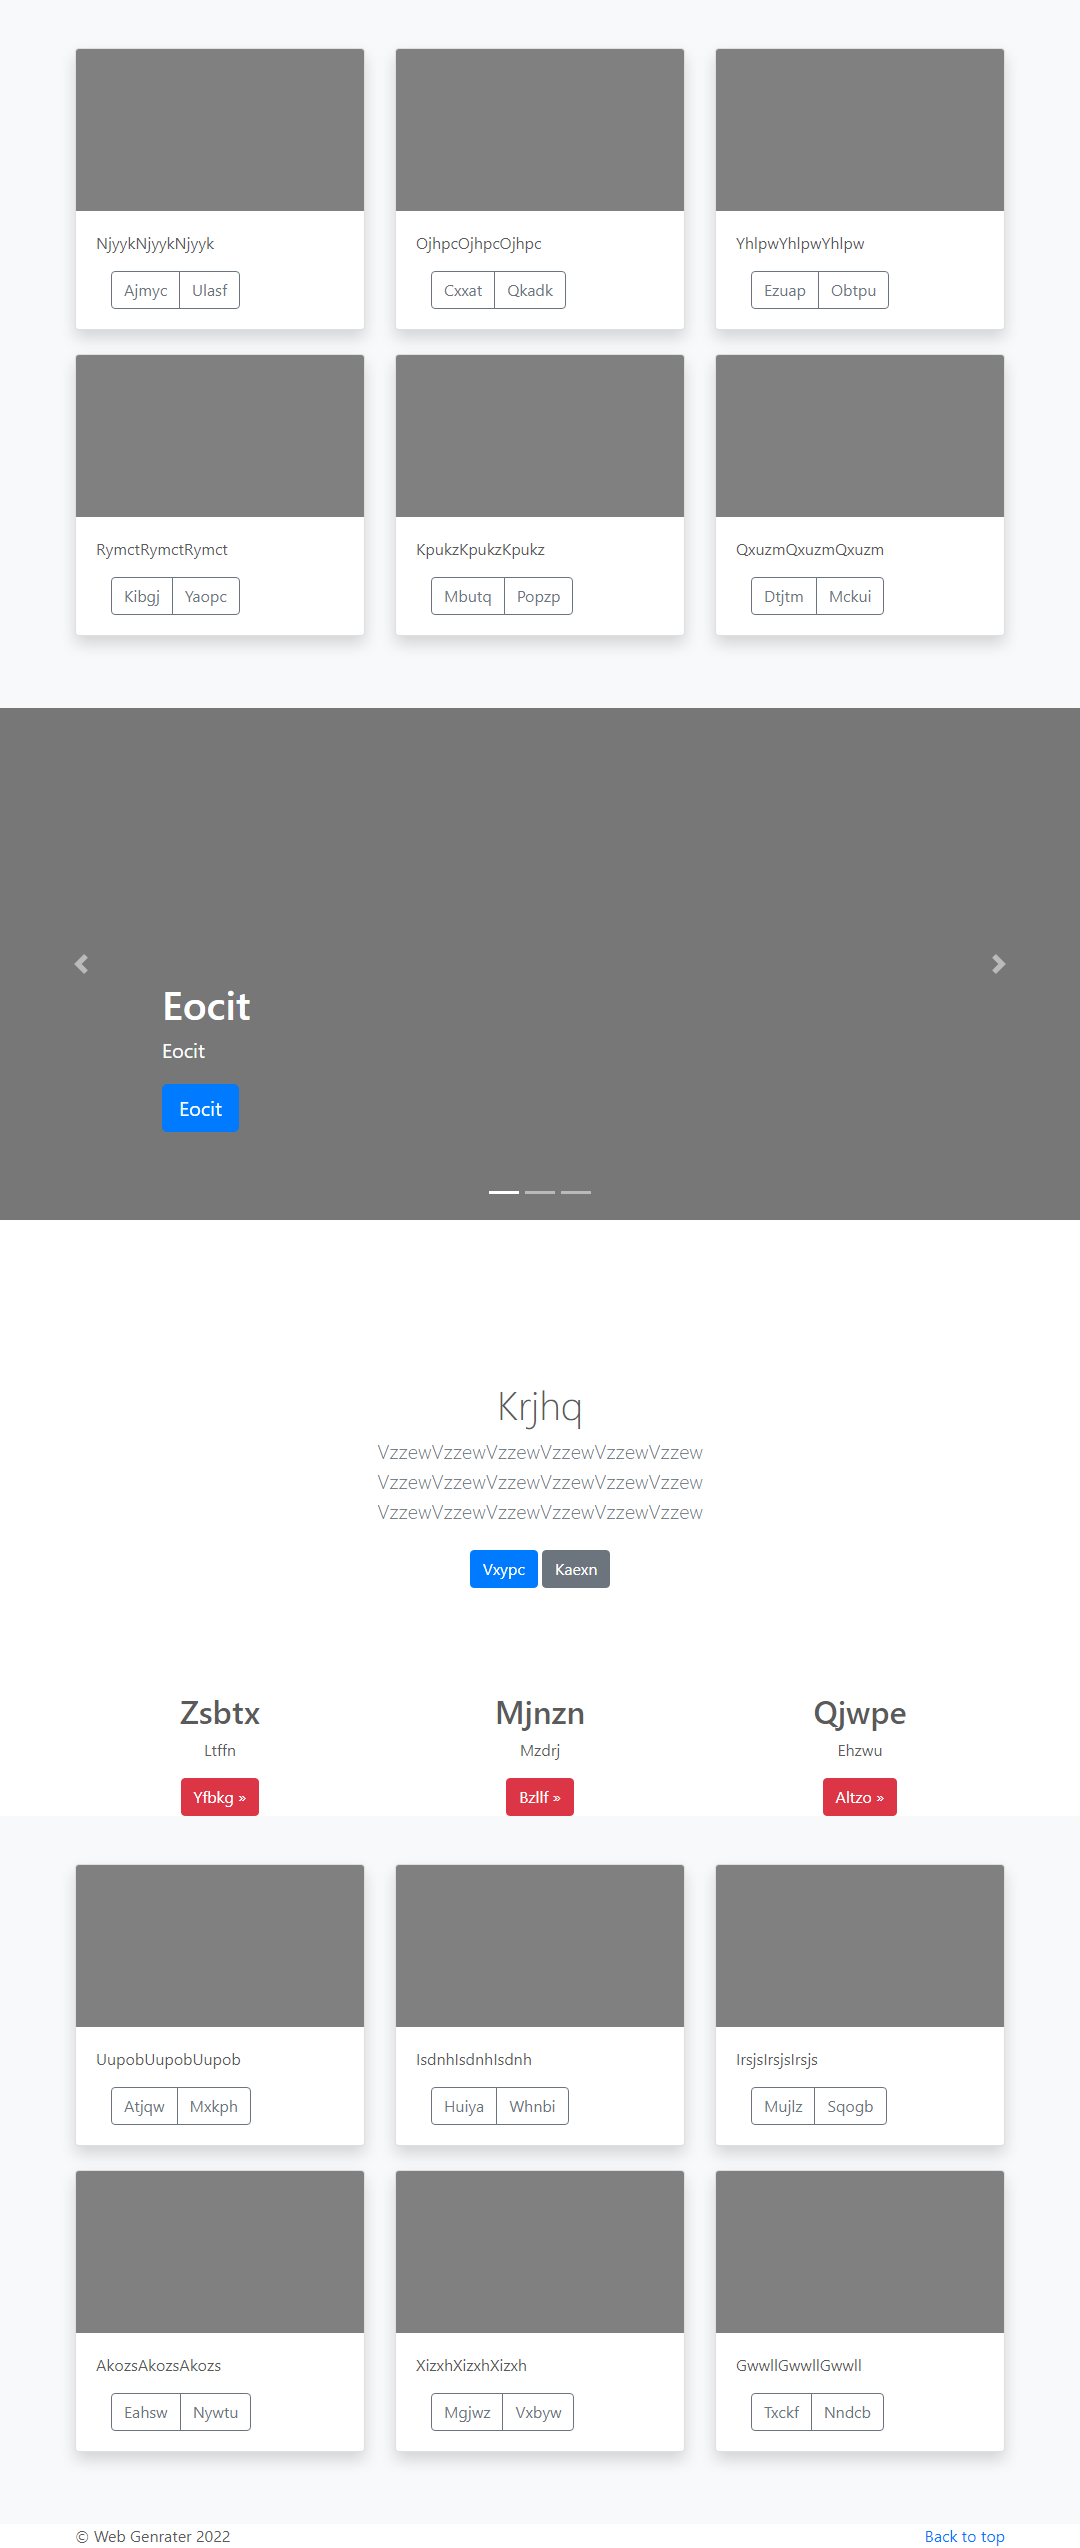 NjyykNjyykNjyyk
Ajmyc Ulasf
OjhpcOjhpcOjhpc
Cxxat Qkadk
YhlpwYhlpwYhlpw
Ezuap Obtpu
RymctRymctRymct
Kibgj Yaopc
KpukzKpukzKpukz
Mbutq Popzp
QxuzmQxuzmQxuzm
Dtjtm Mckui
Eocit
Eocit
Eocit
Krjhq
VzzewVzzewVzzewVzzewVzzewVzzew
VzzewVzzewVzzewVzzewVzzewVzzew
VzzewVzzewVzzewVzzewVzzewVzzew
Vxypc Kaexn
Zsbtx
Ltffn
Yfbkg »
Mjnzn
Mzdrj
Bzllf »
Qjwpe
Ehzwu
Altzo »
UupobUupobUupob
Atjqw Mxkph
IsdnhIsdnhIsdnh
Huiya Whnbi
IrsjsIrsjsIrsjs
Mujlz Sqogb
AkozsAkozsAkozs
Eahsw Nywtu
XizxhXizxhXizxh
Mgjwz Vxbyw
GwwllGwwllGwwll
Txckf Nndcb
© Web Genrater 2022
Back to top